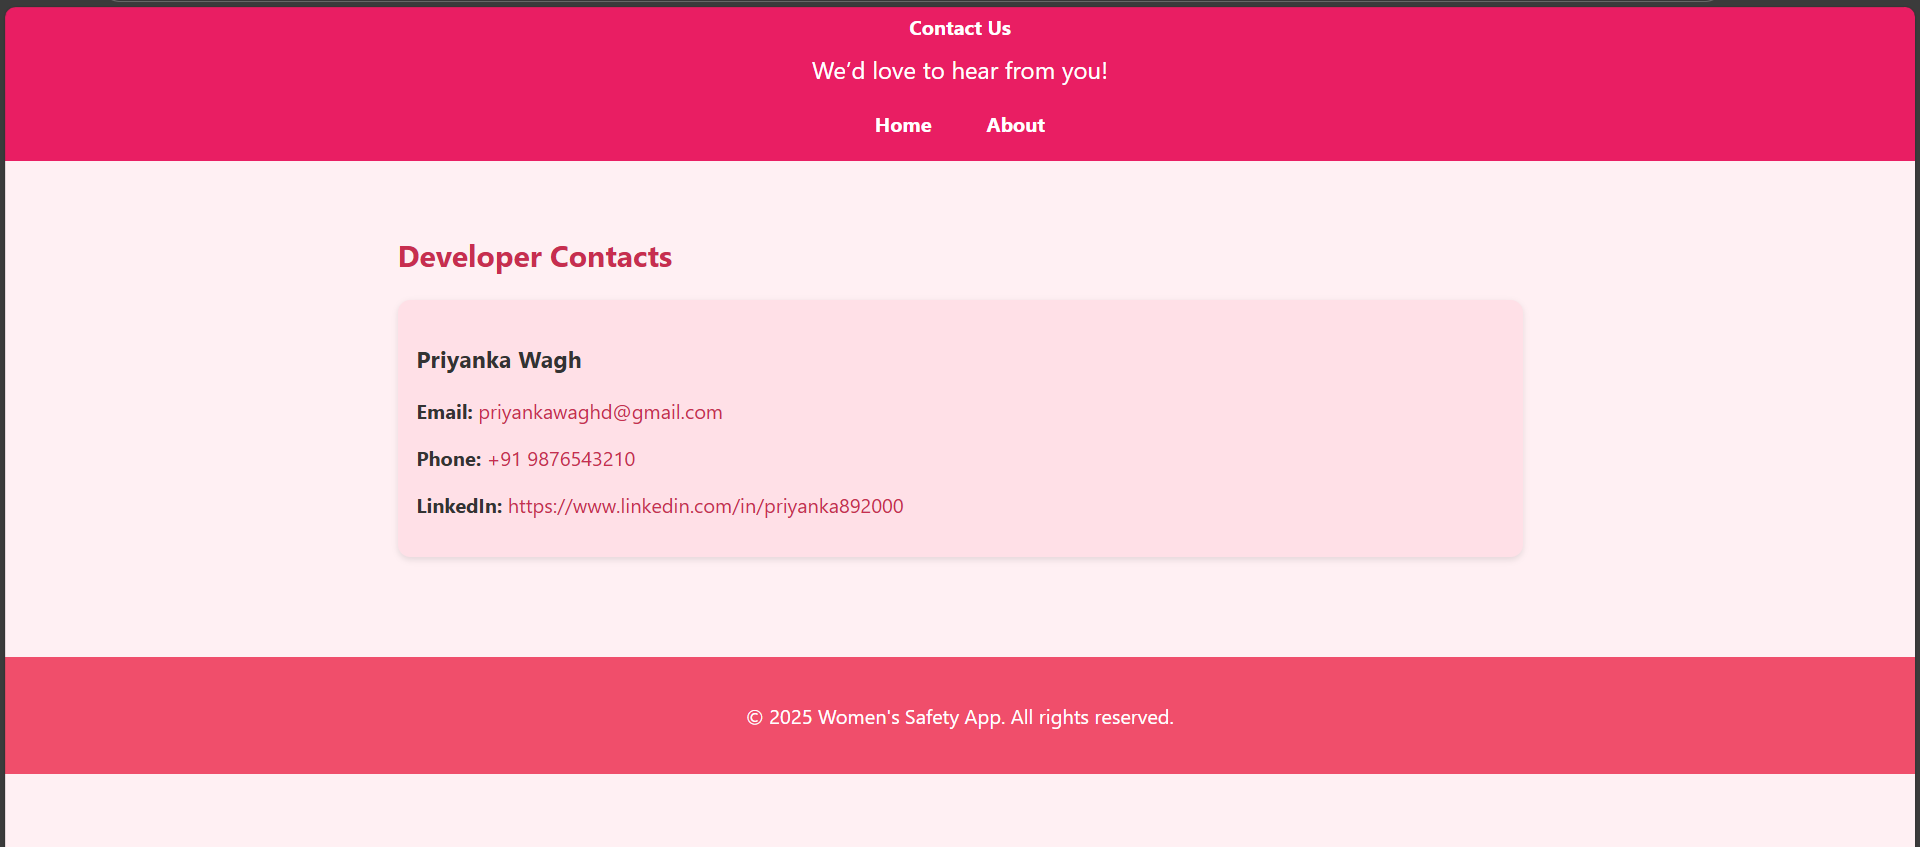 Contact Us
We’d love to hear from you!
Home About
Developer Contacts
Priyanka Wagh
Email: priyankawaghd@gmail.com
Phone: +91 9876543210
LinkedIn: https://www.linkedin.com/in/priyanka892000
© 2025 Women's Safety App. All rights reserved.